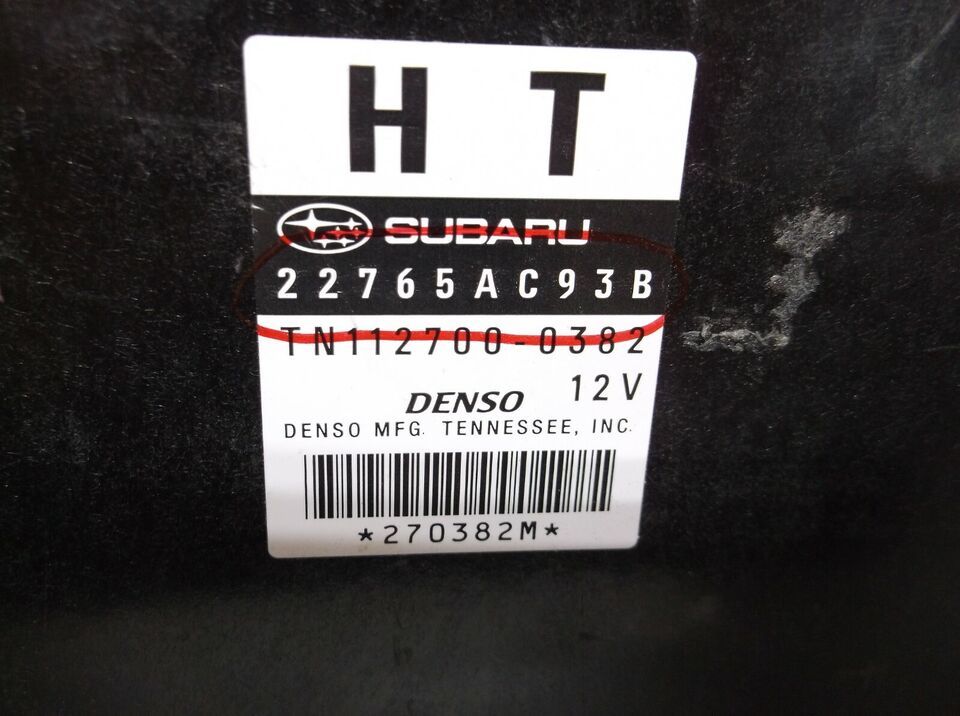 H T
SUBARU
22765AC93B
TN112700-0382
12V
DENSO
DENSO MFG. TENNESSEE, INC.
*270382M*